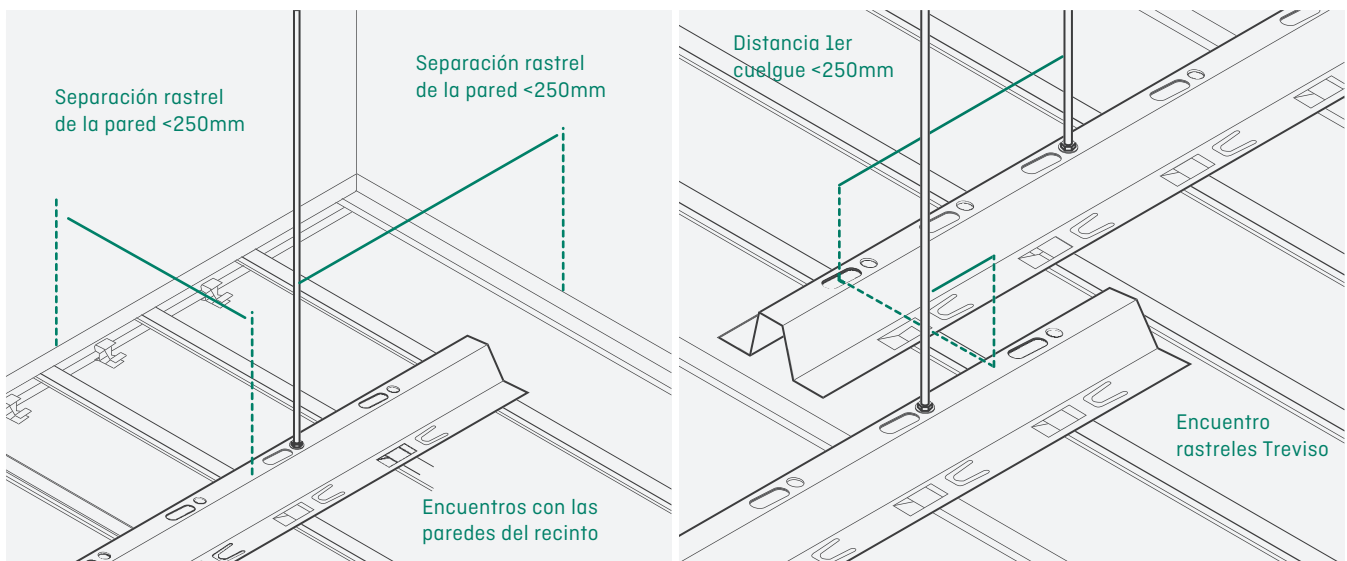 Separación rastrel
de la pared <250mm
Separación rastrel
de la pared <250mm
Encuentros con las
paredes del recinto
Distancia 1er
cuelgue <250mm
Encuentro
rastreles Treviso